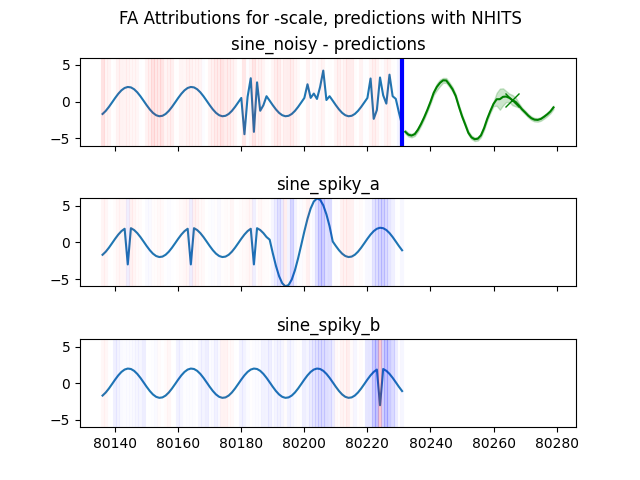 FA Attributions for -scale, predictions with NHITS
sine_noisy - predictions
5
0
−5
sine_spiky_a
5
0
−5
sine_spiky_b
5
0
−5
80140 80160 80180 80200 80220 80240 80260 80280